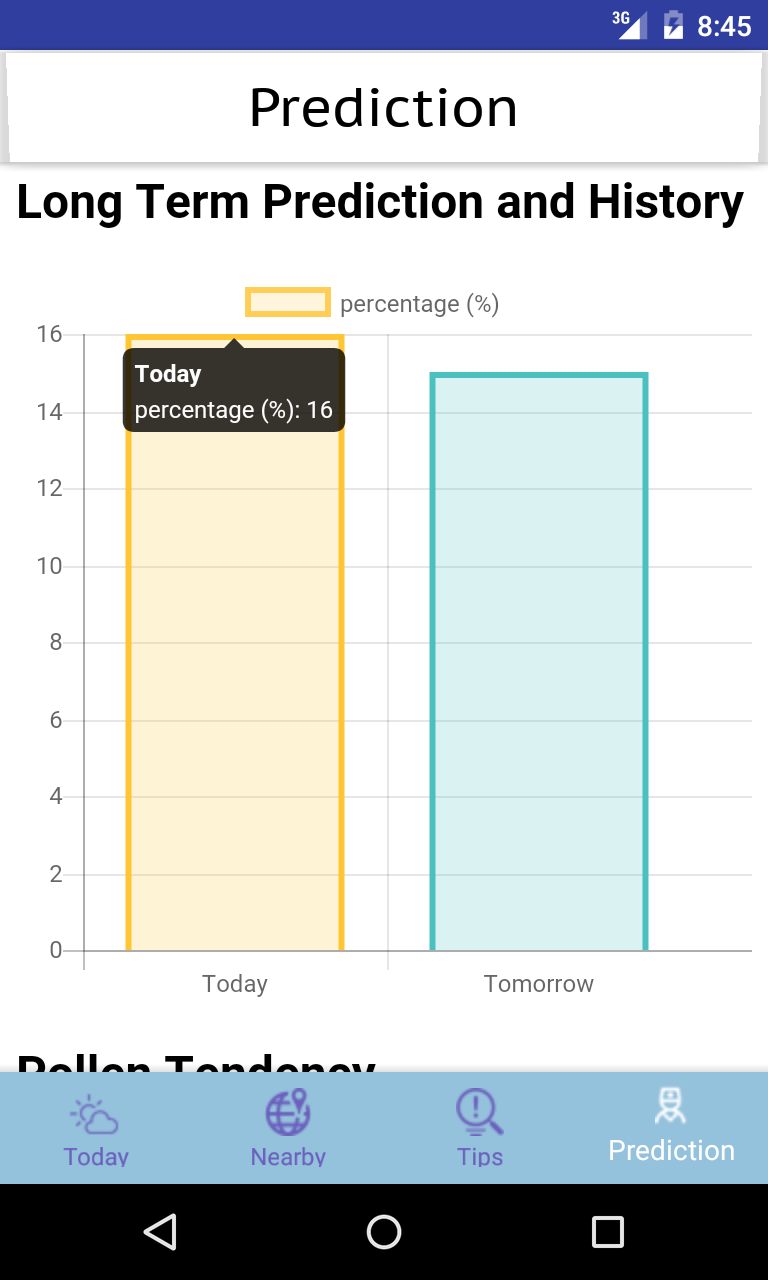 3G 8:45
Prediction
Long Term Prediction and History
percentage (%)
16
Today
percentage (%): 16
14
12
10
8
6
4
2
0
Today Tomorrow
Pollen Tendency
Today Nearby Tips Prediction